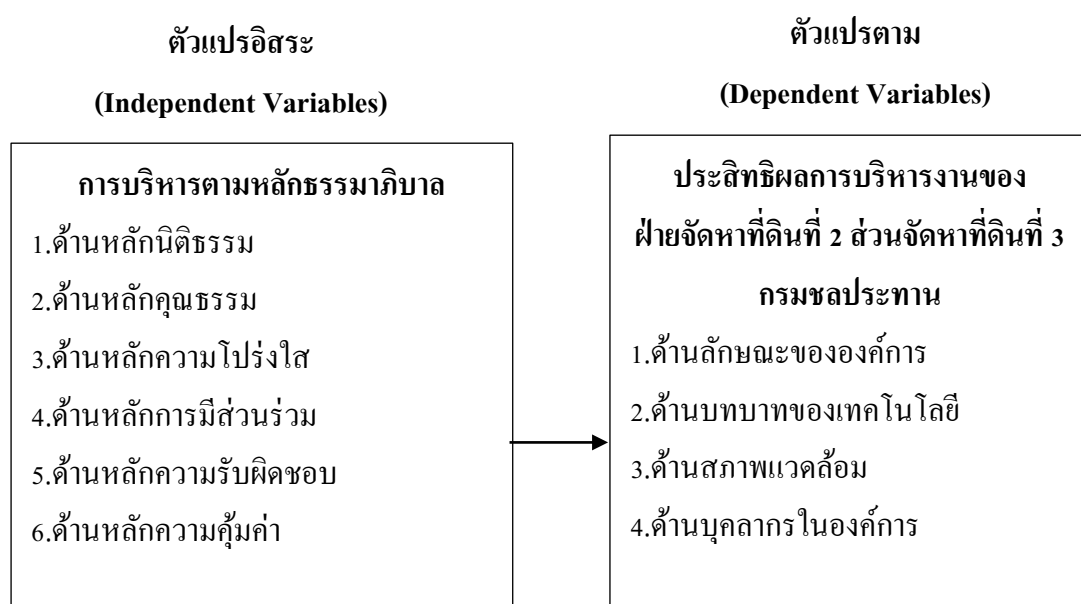 ตัวแปรอิสระ
(Independent Variables)
การบริหารตามหลักธรรมาภิบาล
1.ด้านหลักนิติธรรม
2.ด้านหลักคุณธรรม
3.ด้านหลักความโปร่งใส
4.ด้านหลักการมีส่วนร่วม
5.ด้านหลักความรับผิดชอบ
6.ด้านหลักความคุ้มค่า
ตัวแปรตาม
(Dependent Variables)
ประสิทธิผลการบริหารงานของ
ฝ่ายจัดหาที่ดินที่ 2 ส่วนจัดหาที่ดินที่ 3
กรมชลประทาน
1.ด้านลักษณะขององค์การ
2.ด้านบทบาทของเทคโนโลยี
3.ด้านสภาพแวดล้อม
4.ด้านบุคลากรในองค์การ